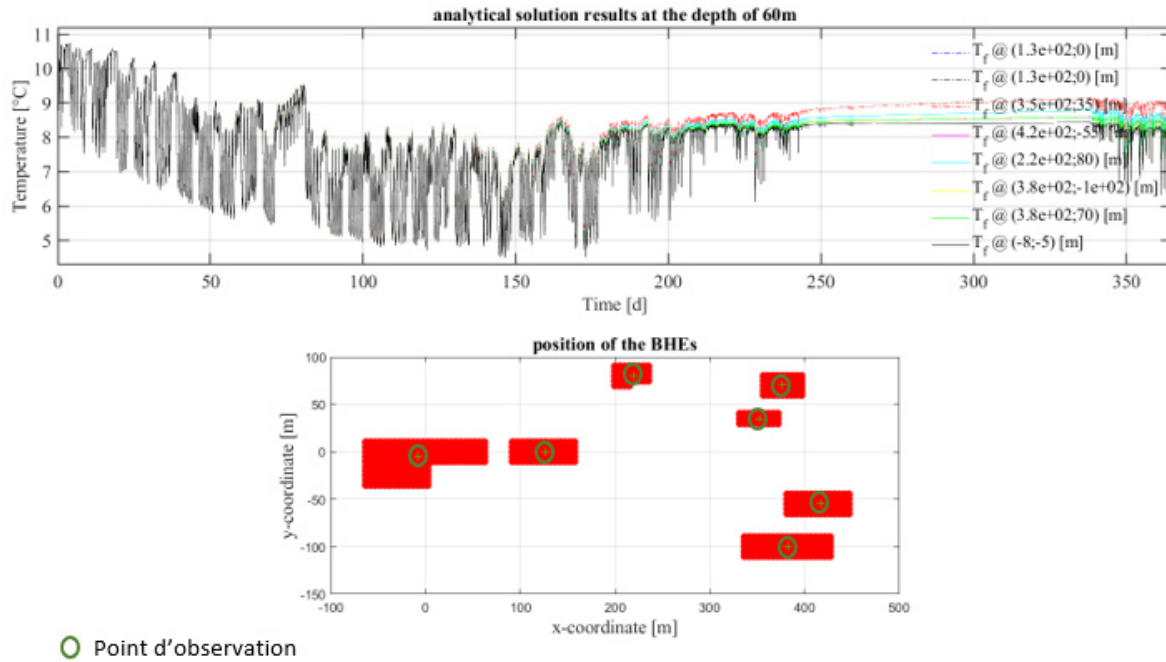 analytical solution results at the depth of 60m
11
10
9
8
7
6
5
Temperature [°C]
T_f @ (1.3e+02;0) [m]
T_f @ (1.3e+02;0) [m]
T_f @ (3.5e+02;35) [m]
T_f @ (4.2e+02;-55) [m]
T_f @ (2.2e+02;80) [m]
T_f @ (3.8e+02;-1e+02) [m]
T_f @ (3.8e+02;70) [m]
T_f @ (-8;-5) [m]
0 50 100 150 200 250 300 350
Time [d]
position of the BHEs
100
50
0
-50
-100
-150
y-coordinate [m]
-100 0 100 200 300 400 500
x-coordinate [m]
Point d'observation